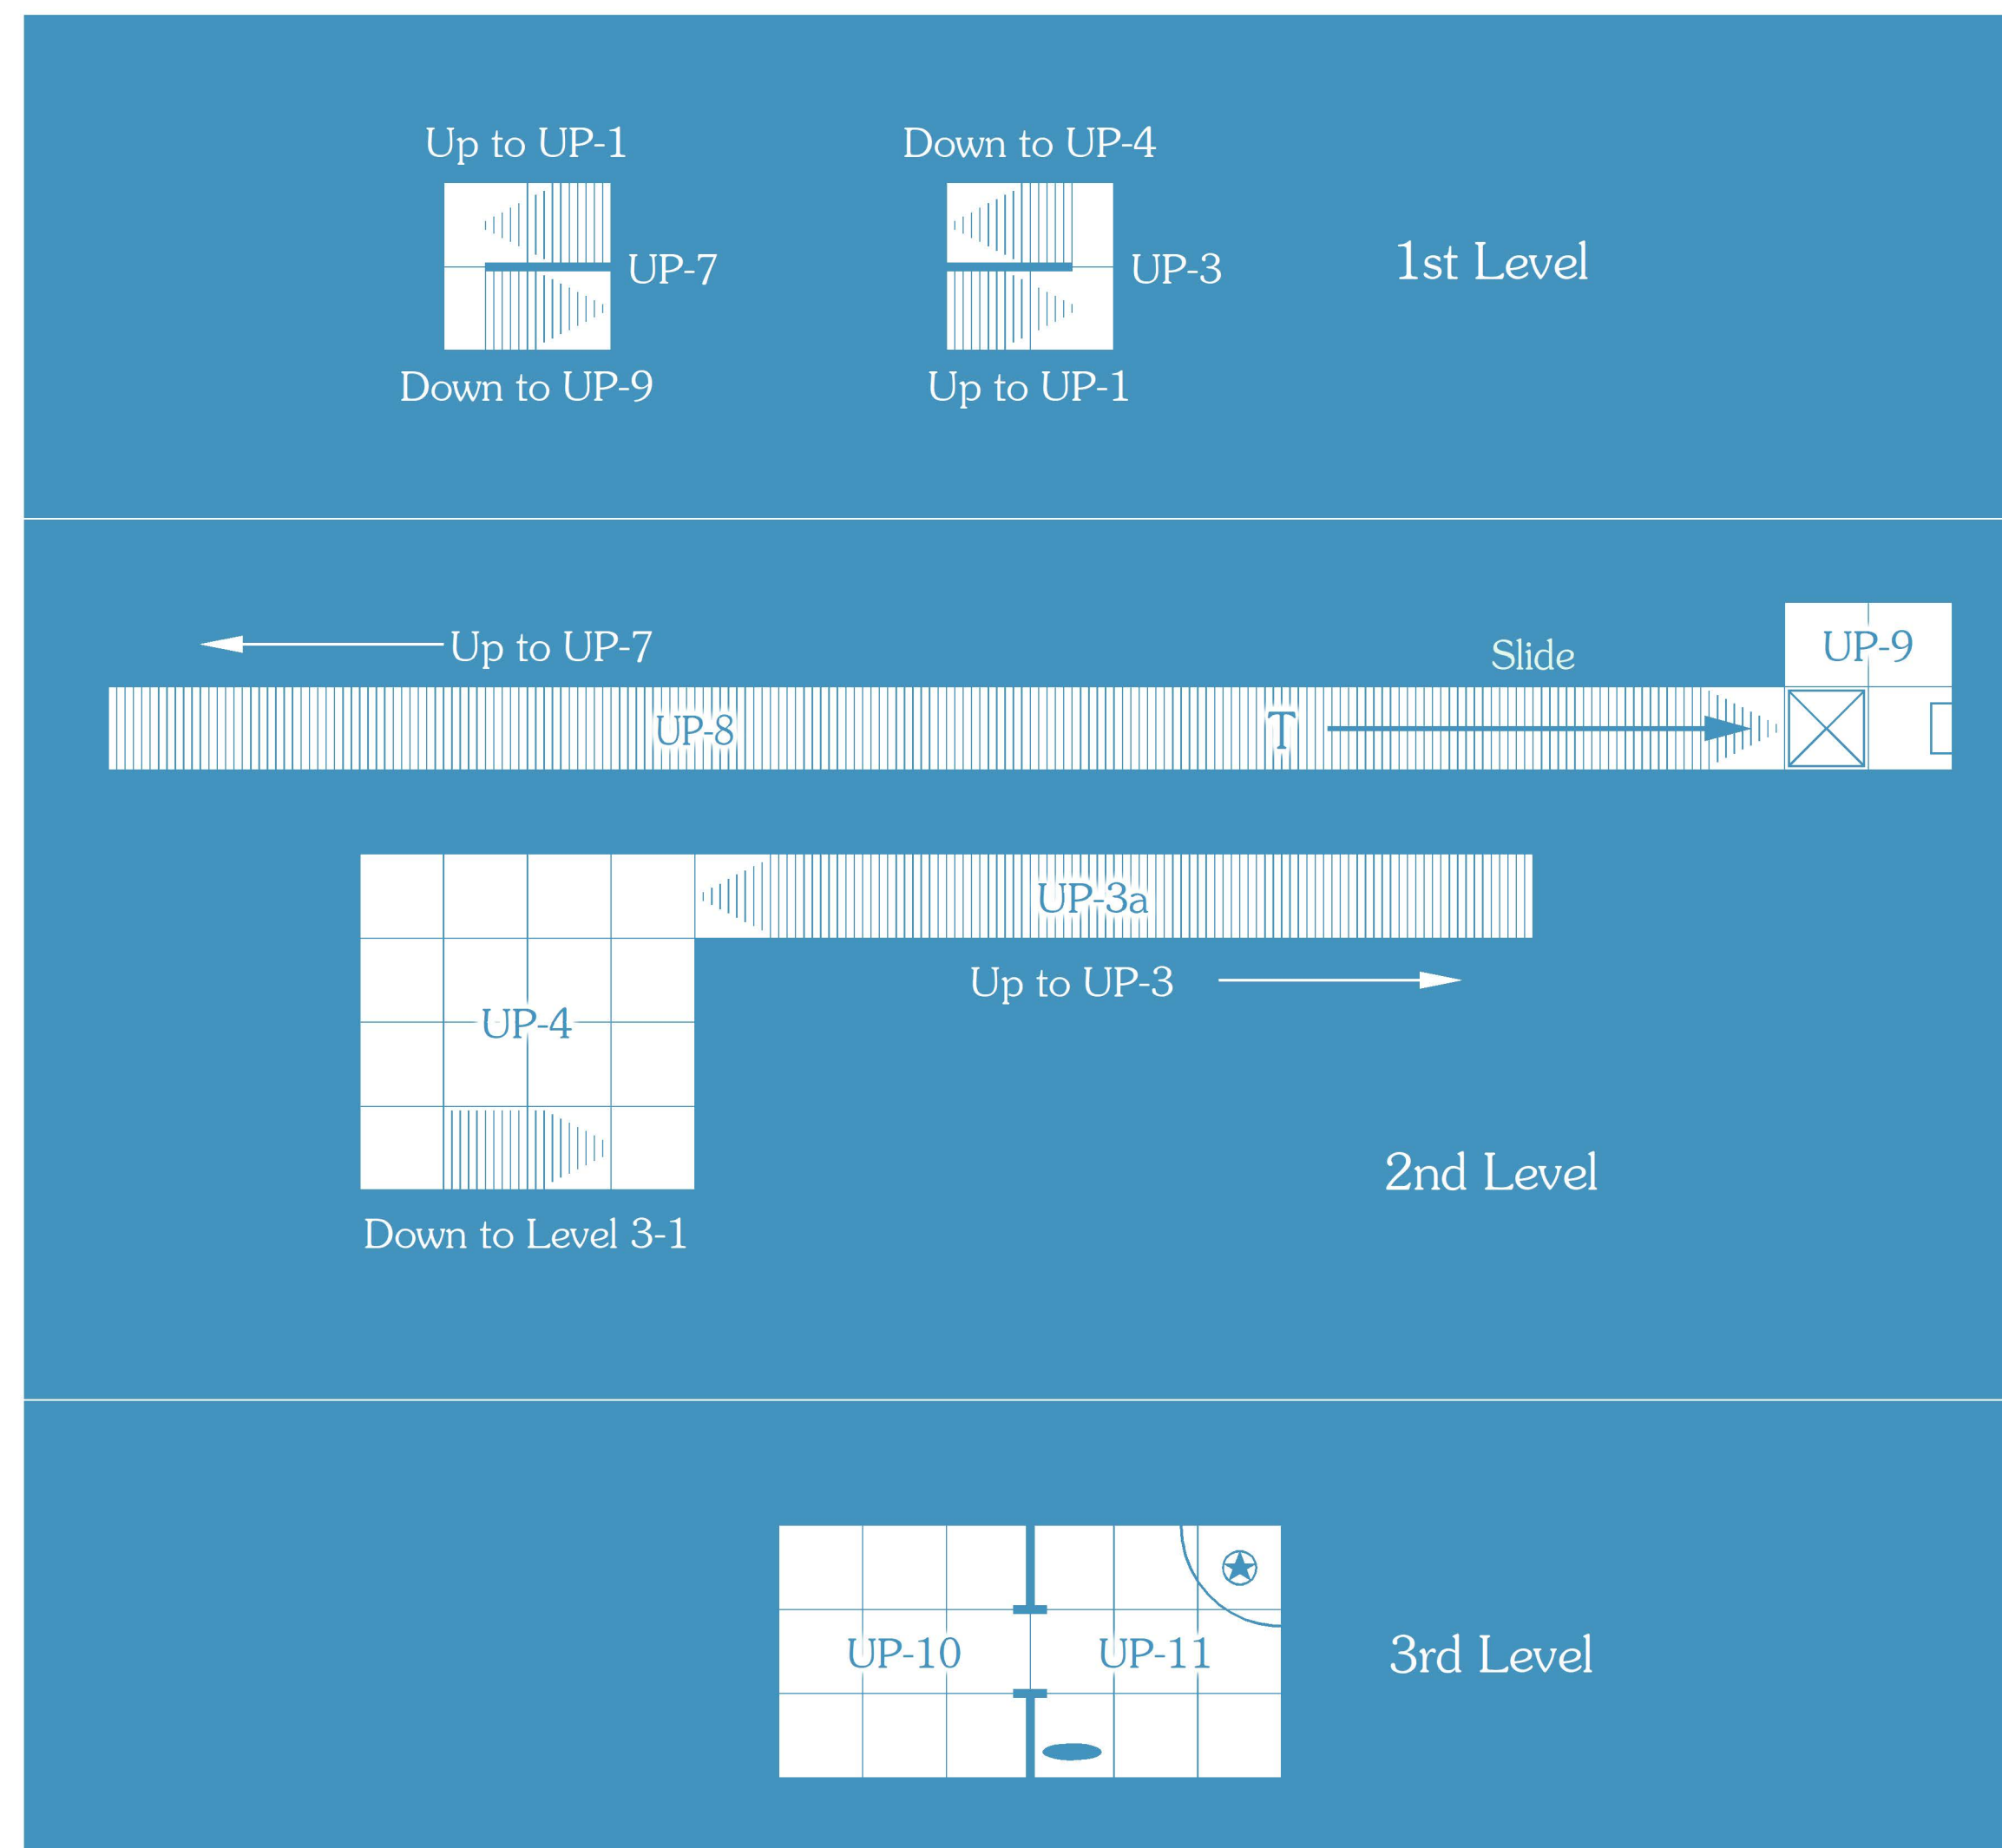 Up to UP-1
Down to UP-4
UP-7
UP-3
1st Level
Down to UP-9
Up to UP-1
Up to UP-7
Slide
UP-9
UP-8
T
UP-3a
Up to UP-3
UP-4
2nd Level
Down to Level 3-1
UP-10
UP-11
3rd Level